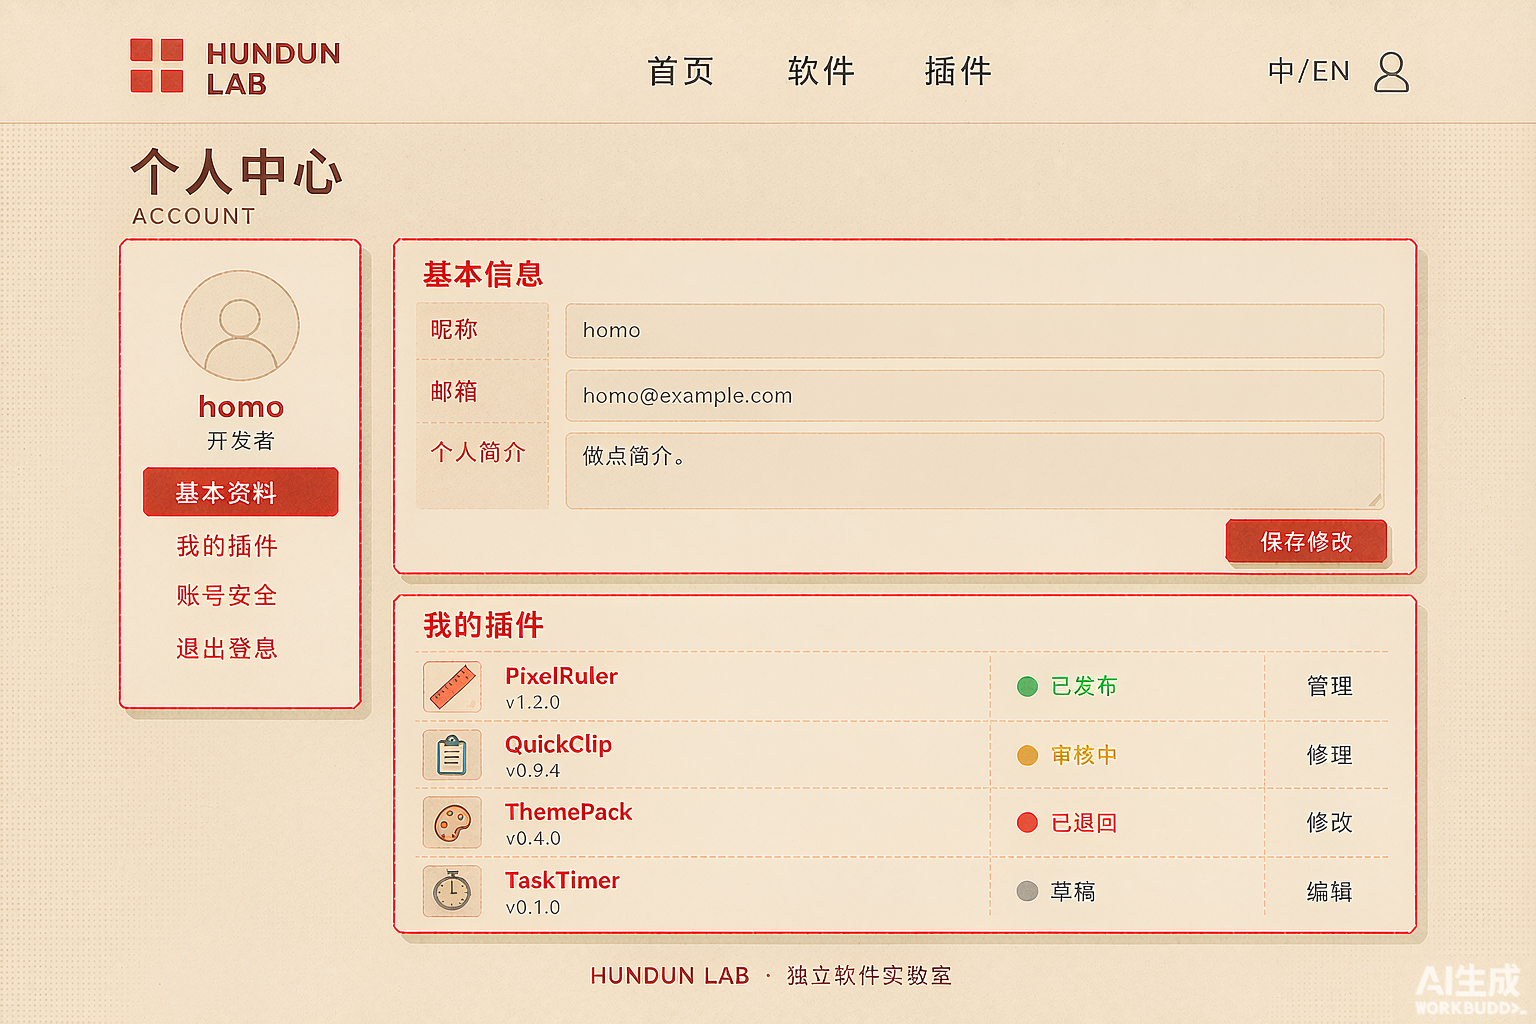 HUNDUN
LAB
首页 软件 插件
中/EN
个人中心
ACCOUNT
homo
开发者
基本资料
我的插件
账号安全
退出登息
基本信息
昵称 homo
邮箱 homo@example.com
个人简介 做点简介。
保存修改
我的插件
PixelRuler
v1.2.0
已发布 管理
QuickClip
v0.9.4
审核中 修理
ThemePack
v0.4.0
已退回 修改
TaskTimer
v0.1.0
草稿 编辑
HUNDUN LAB · 独立软件实数室
AI生成